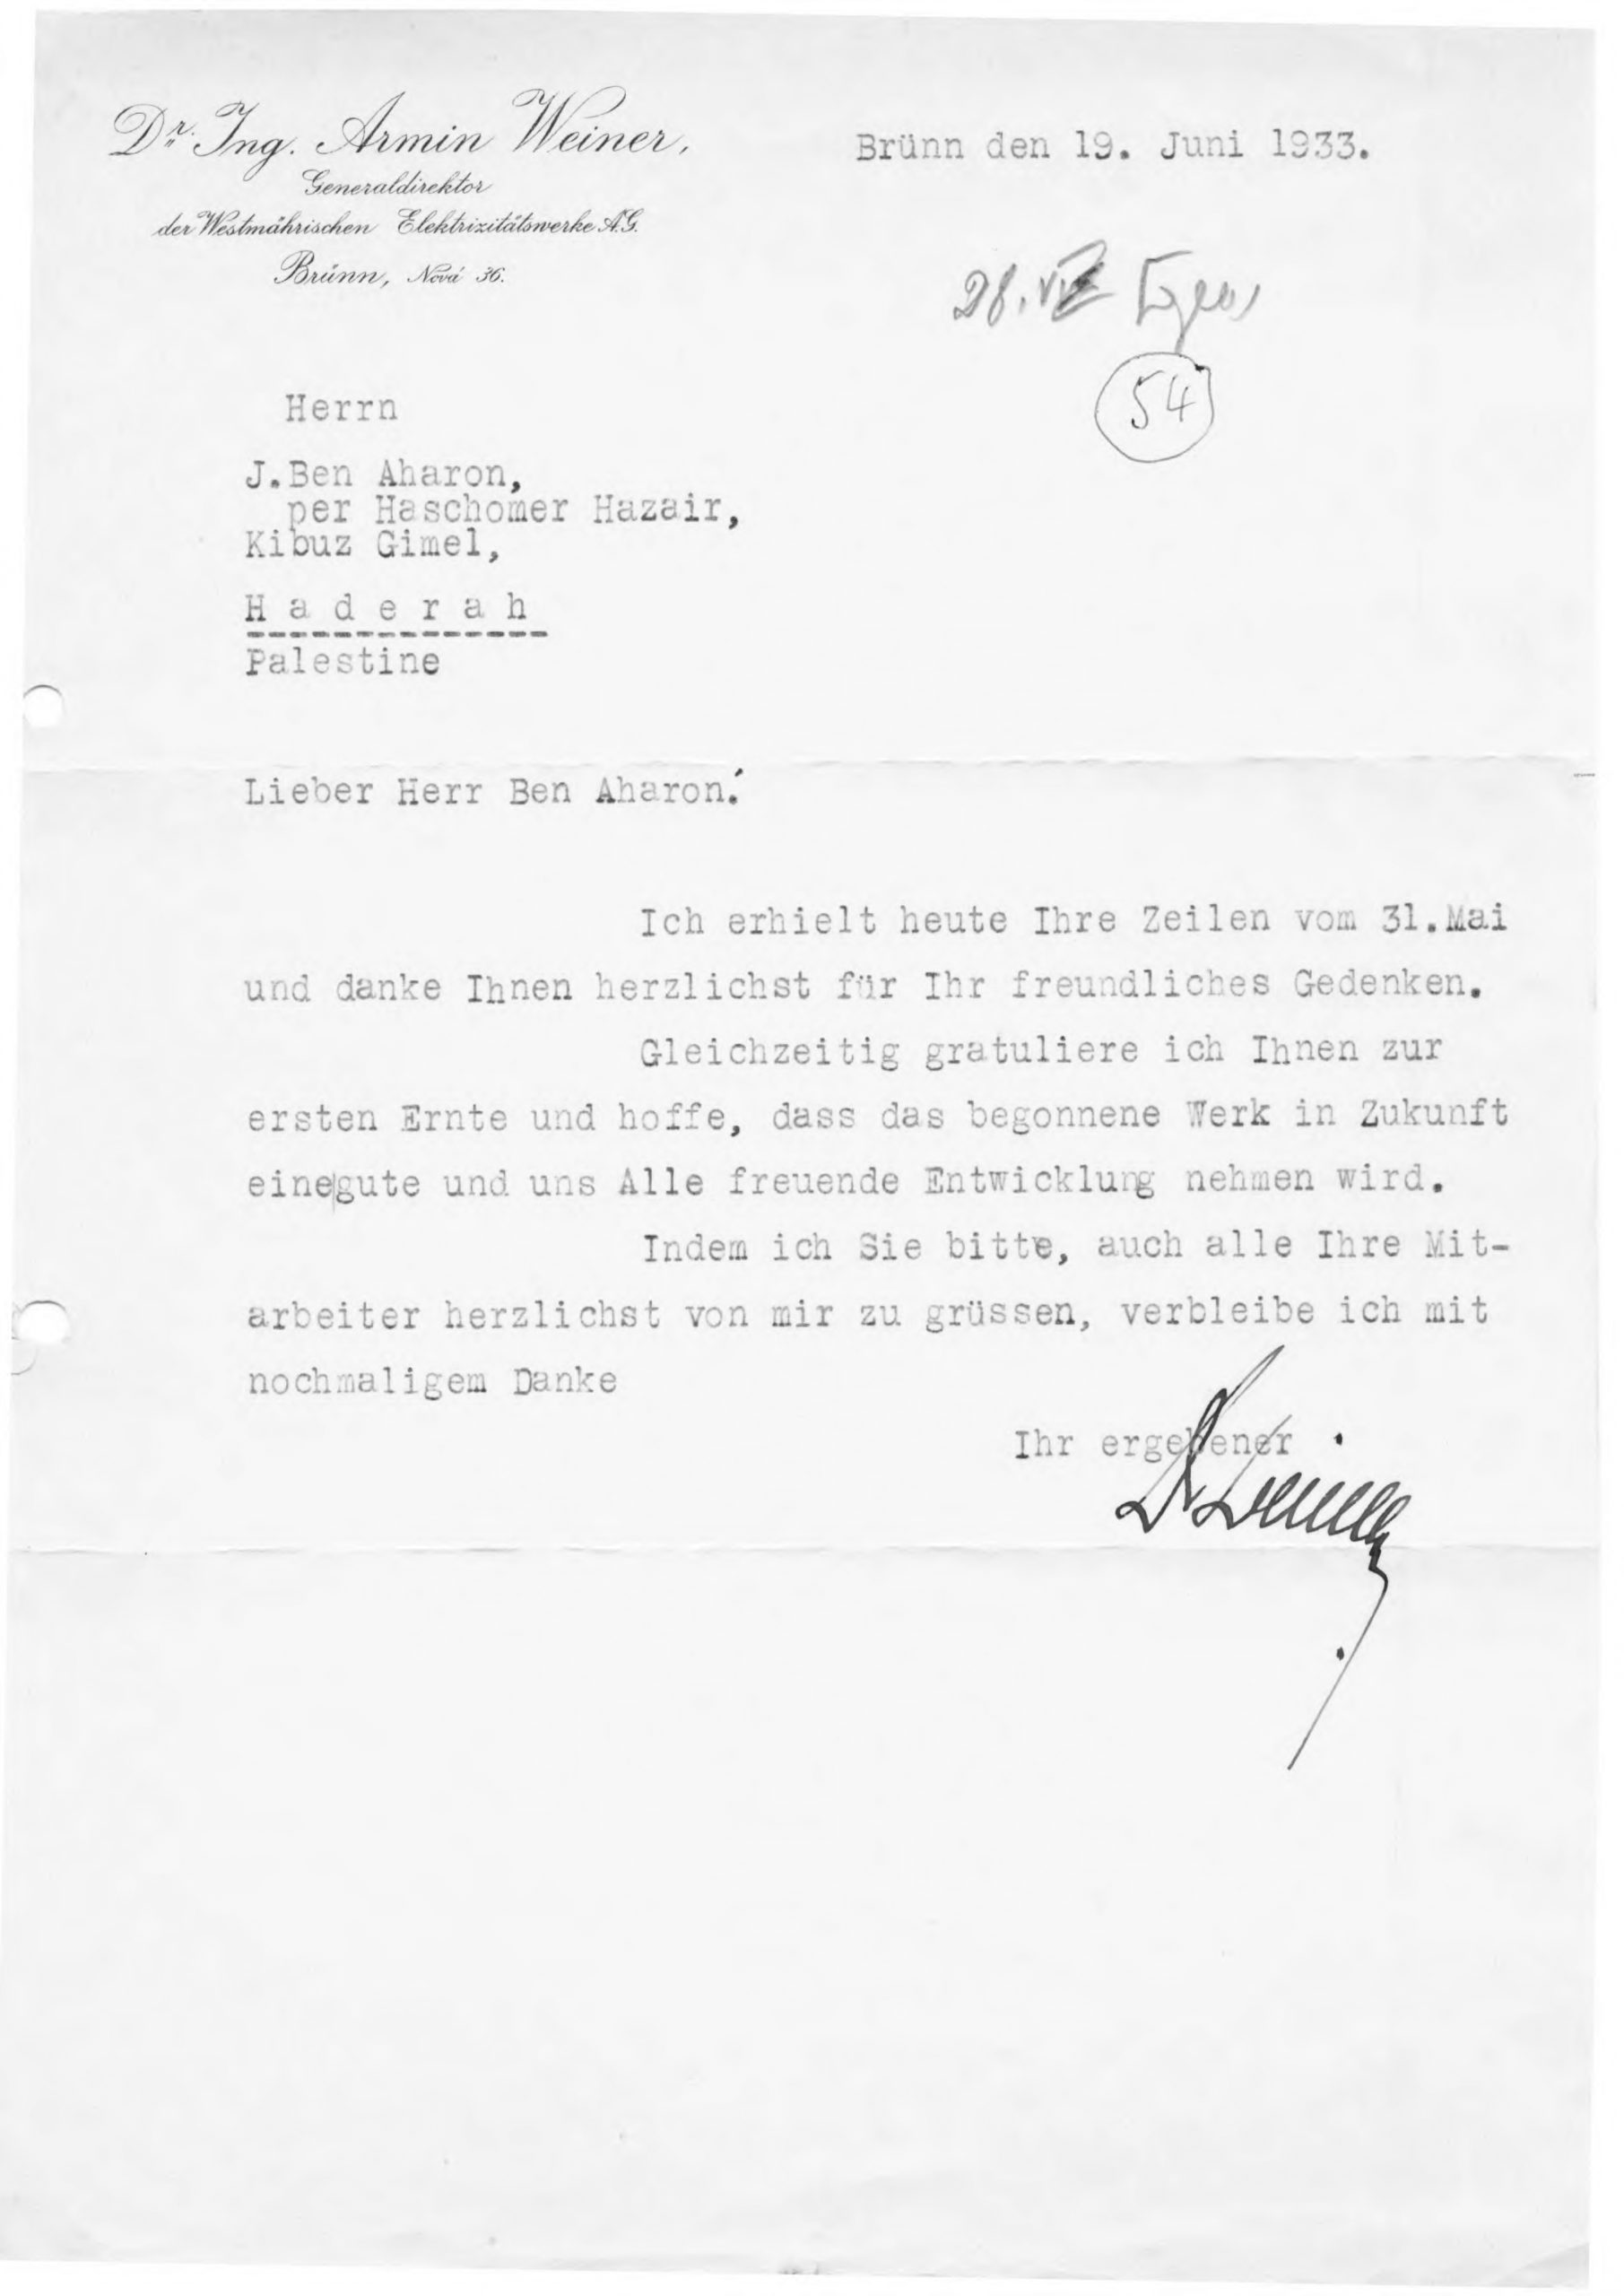 Dr. Ing. Armin Weiner,
Generaldirektor
der Westmährischen Elektrizitätswerke A.G.
Brünn, Nová 36.
Brünn den 19. Juni 1933.
28.
54
Herrn
J.Ben Aharon,
per Haschomer Hazair,
Kibuz Gimel,
Haderah
Palestine
Lieber Herr Ben Aharon!
Ich erhielt heute Ihre Zeilen vom 31.Mai
und danke Ihnen herzlichst für Ihr freundliches Gedenken.
Gleichzeitig gratuliere ich Ihnen zur
ersten Ernte und hoffe, dass das begonnene Werk in Zukunft
eine|gute und uns Alle freuende Entwicklung nehmen wird.
Indem ich Sie bitte, auch alle Ihre Mit-
arbeiter herzlichst von mir zu grüssen, verbleibe ich mit
nochmaligem Danke
Ihr ergebener